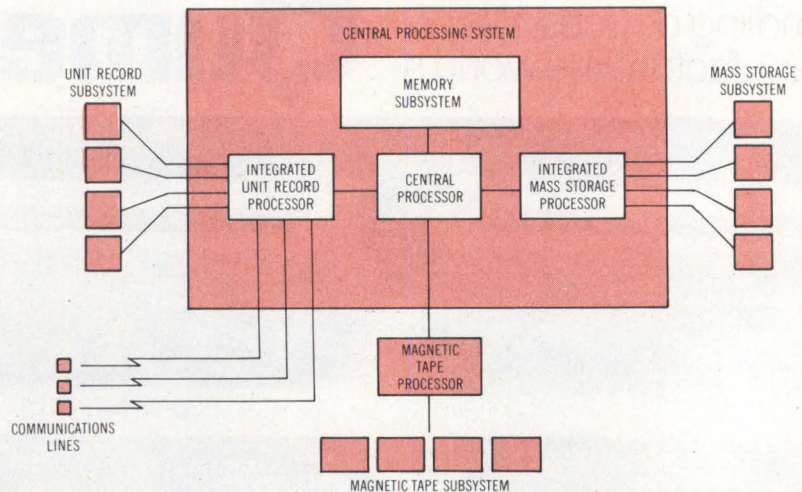 CENTRAL PROCESSING SYSTEM
UNIT RECORD
SUBSYSTEM
MEMORY
SUBSYSTEM
MASS STORAGE
SUBSYSTEM
INTEGRATED
UNIT RECORD
PROCESSOR
CENTRAL
PROCESSOR
INTEGRATED
MASS STORAGE
PROCESSOR
MAGNETIC
TAPE
PROCESSOR
COMMUNICATIONS
LINES
MAGNETIC TAPE SUBSYSTEM